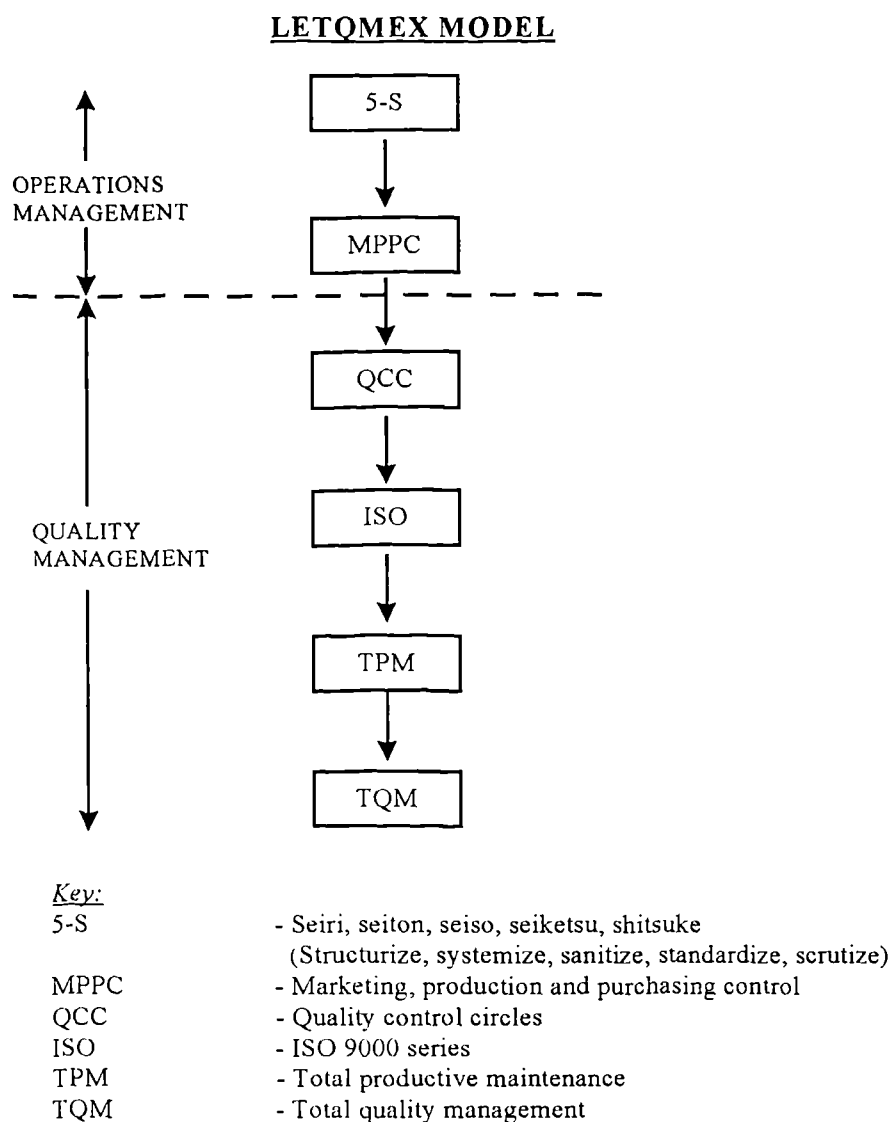 LETQMEX MODEL
5-S
OPERATIONS
MANAGEMENT
MPPC
QCC
ISO
QUALITY
MANAGEMENT
TPM
TQM
Key:
5-S - Seiri, seiton, seiso, seiketsu, shitsuke
(Structurize, systemize, sanitize, standardize, scrutize)
MPPC - Marketing, production and purchasing control
QCC - Quality control circles
ISO - ISO 9000 series
TPM - Total productive maintenance
TQM - Total quality management